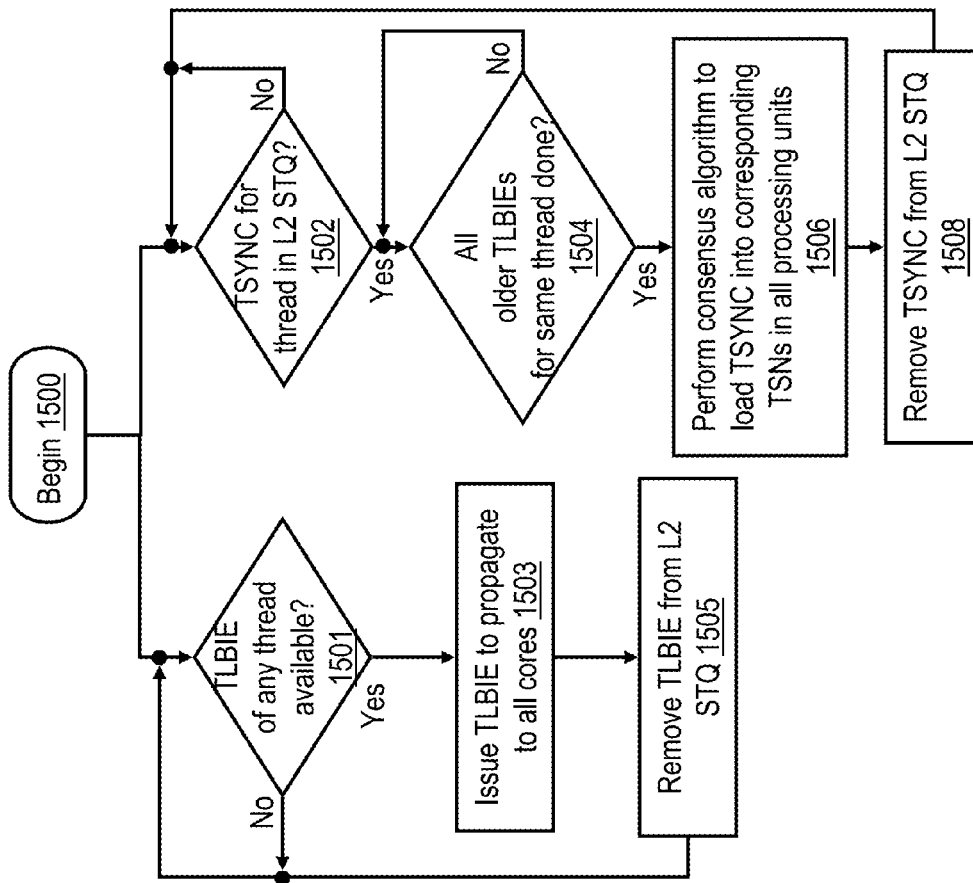 Begin 1500
TLBIE
of any thread
available?
1501
No
Yes
Issue TLBIE to propagate
to all cores 1503
Remove TLBIE from L2
STQ 1505
TSYNC for
thread in L2 STQ?
1502
No
Yes
All
older TLBIEs
for same thread done?
1504
No
Yes
Perform consensus algorithm to
load TSYNC into corresponding
TSNs in all processing units
1506
Remove TSYNC from L2 STQ
1508